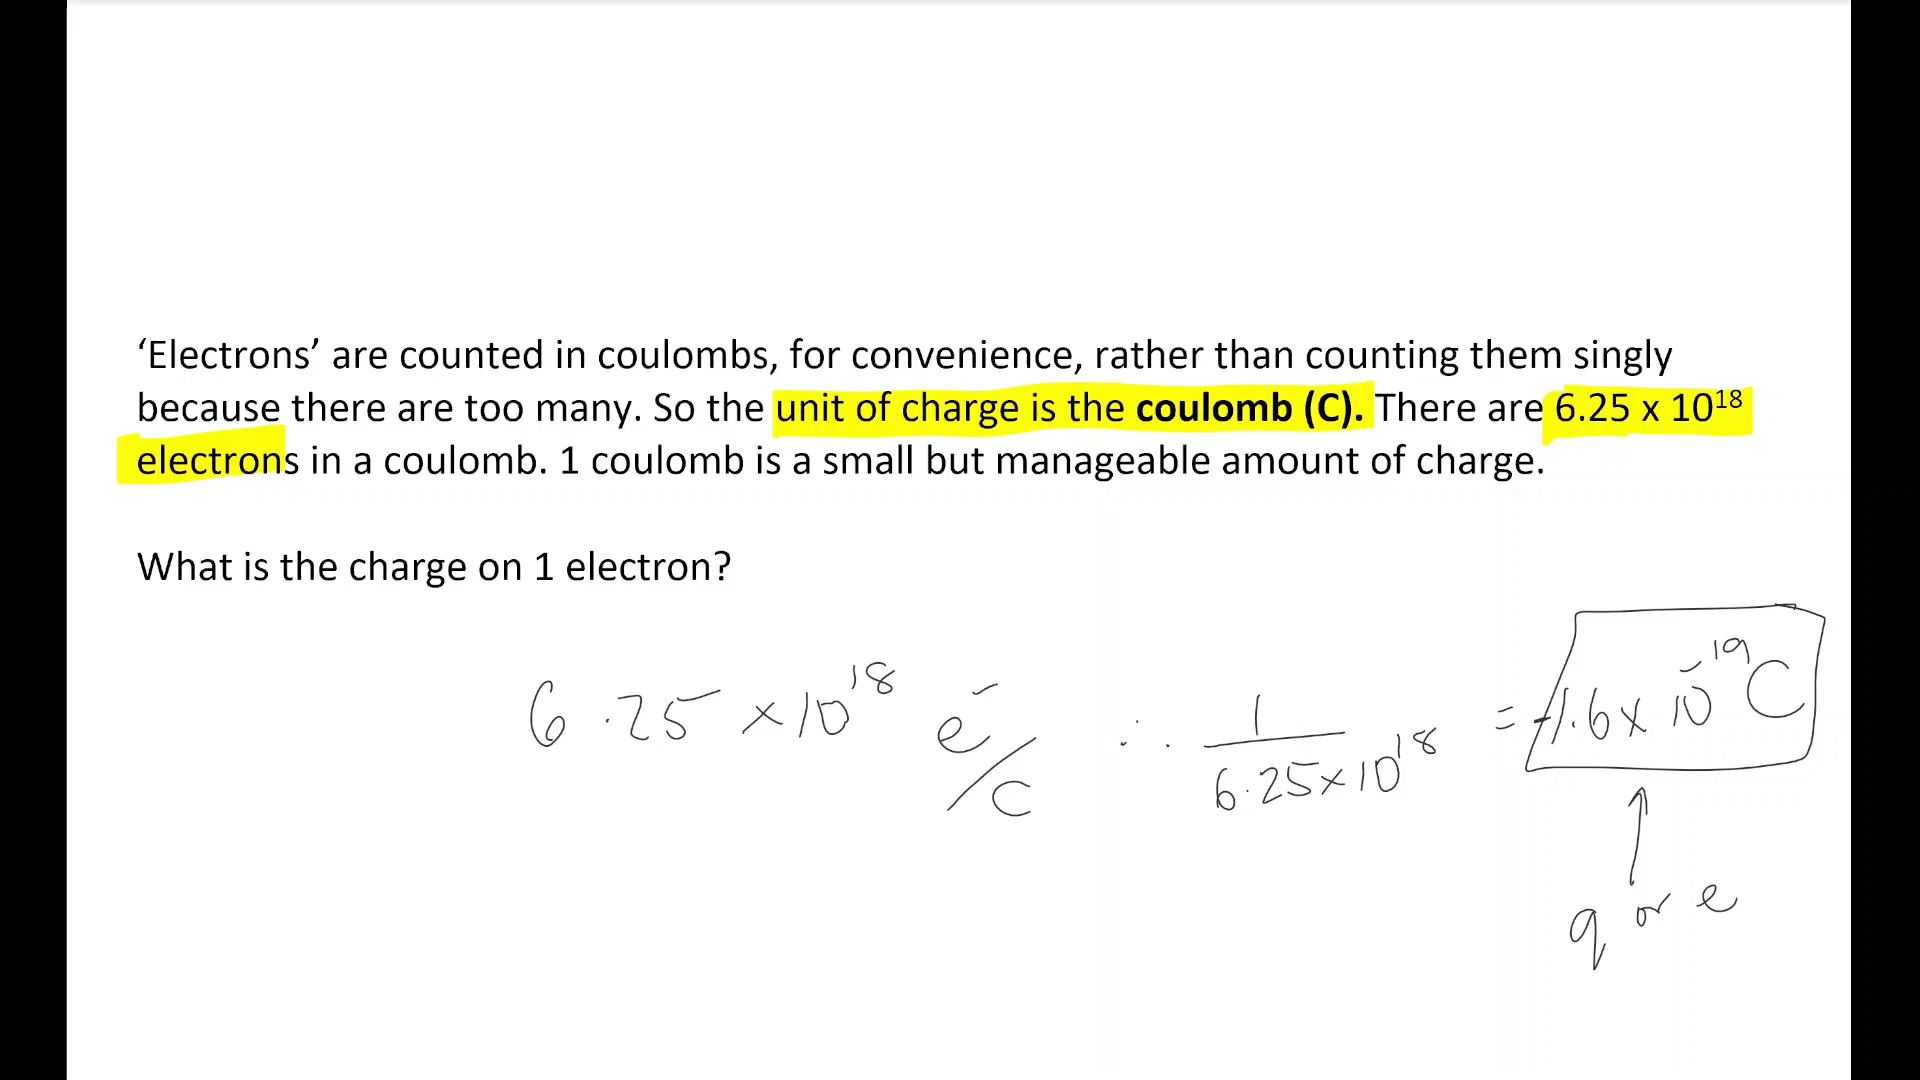 ‘Electrons’ are counted in coulombs, for convenience, rather than counting them singly
because there are too many. So the unit of charge is the coulomb (C). There are 6.25 x 10¹⁸
electrons in a coulomb. 1 coulomb is a small but manageable amount of charge.
What is the charge on 1 electron?
6.25 × 10¹⁸ e⁻/C ∴ 1/6.25×10¹⁸ = -1.6 × 10⁻¹⁹ C
q or e